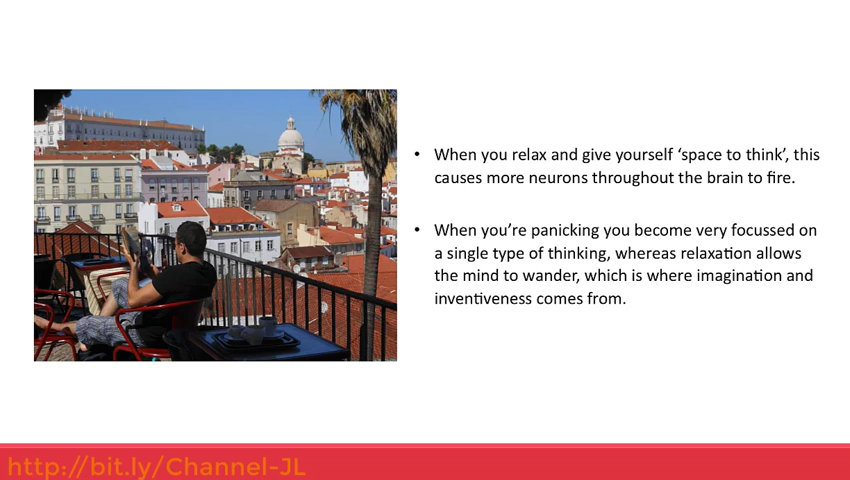 • When you relax and give yourself ‘space to think’, this
causes more neurons throughout the brain to fire.
• When you’re panicking you become very focussed on
a single type of thinking, whereas relaxation allows
the mind to wander, which is where imagination and
inventiveness comes from.
http://bit.ly/Channel-JL